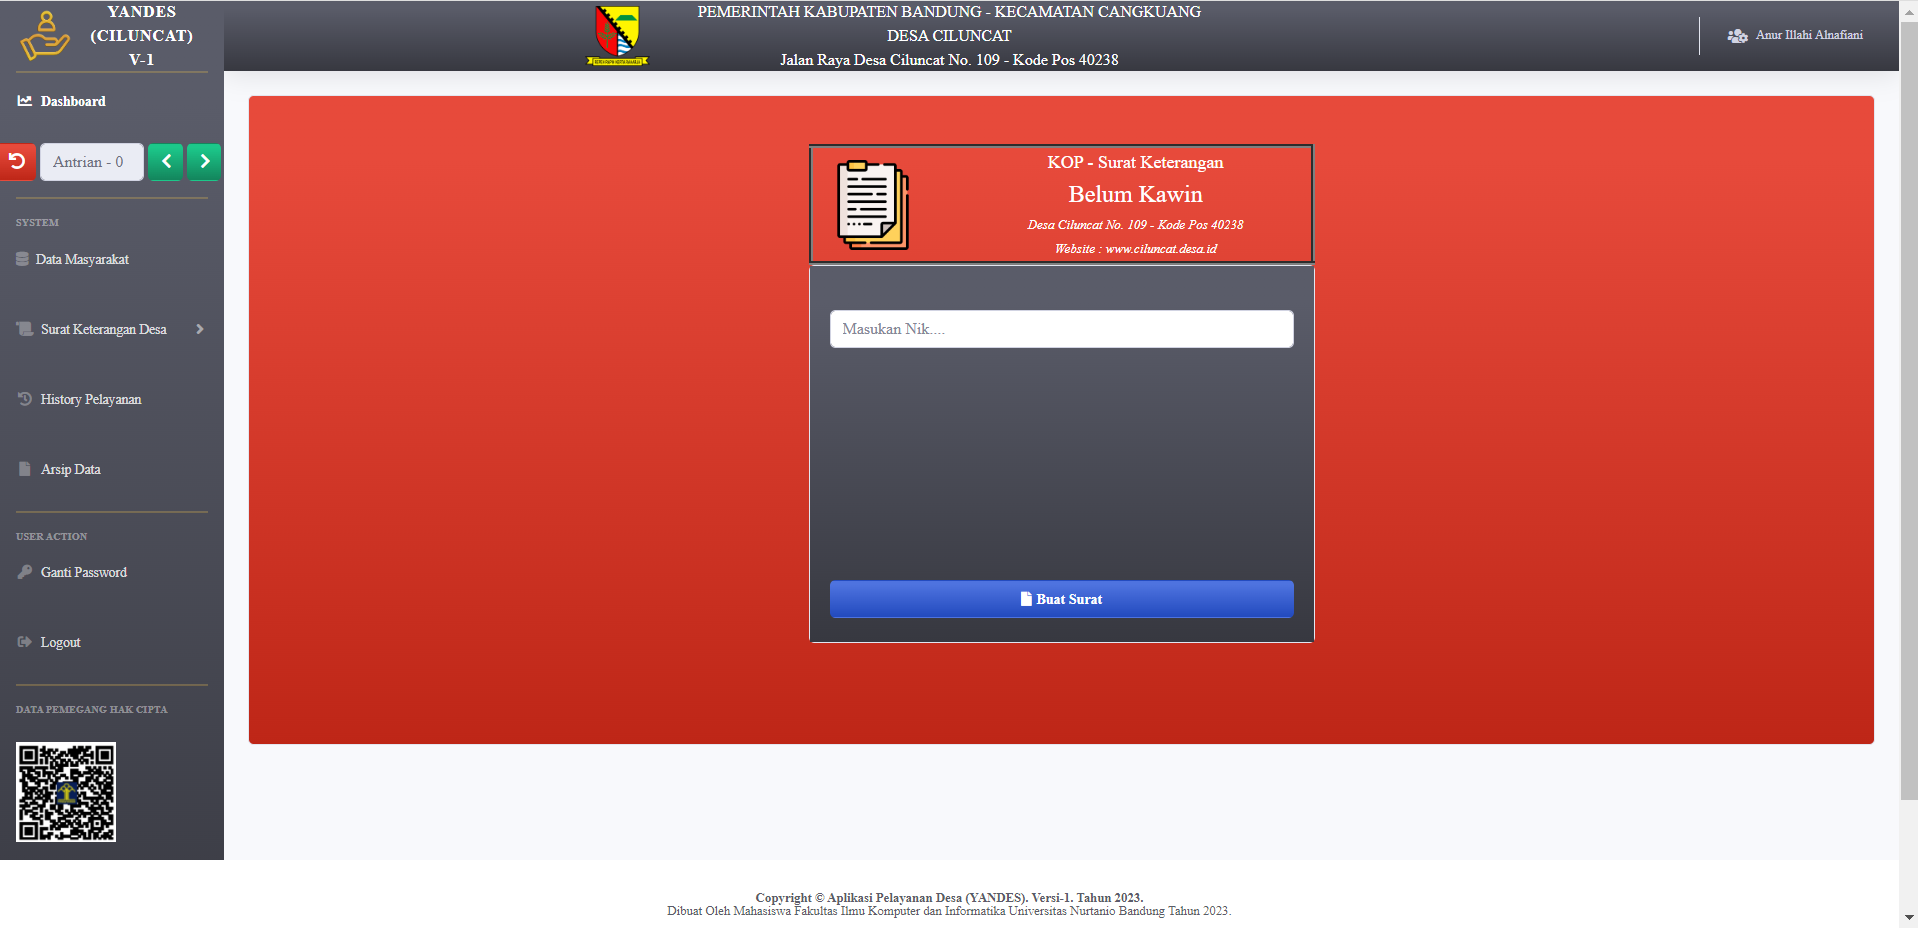 YANDES
(CILUNCAT)
V-1
PEMERINTAH KABUPATEN BANDUNG - KECAMATAN CANGKUANG
DESA CILUNCAT
Jalan Raya Desa Ciluncat No. 109 - Kode Pos 40238
Anur Illahi Alnafiani
Dashboard
Antrian - 0
SYSTEM
Data Masyarakat
Surat Keterangan Desa
History Pelayanan
Arsip Data
USER ACTION
Ganti Password
Logout
DATA PEMEGANG HAK CIPTA
KOP - Surat Keterangan
Belum Kawin
Desa Ciluncat No. 109 - Kode Pos 40238
Website : www.ciluncat.desa.id
Masukan Nik....
Buat Surat
Copyright © Aplikasi Pelayanan Desa (YANDES). Versi-1. Tahun 2023.
Dibuat Oleh Mahasiswa Fakultas Ilmu Komputer dan Informatika Universitas Nurtanio Bandung Tahun 2023.